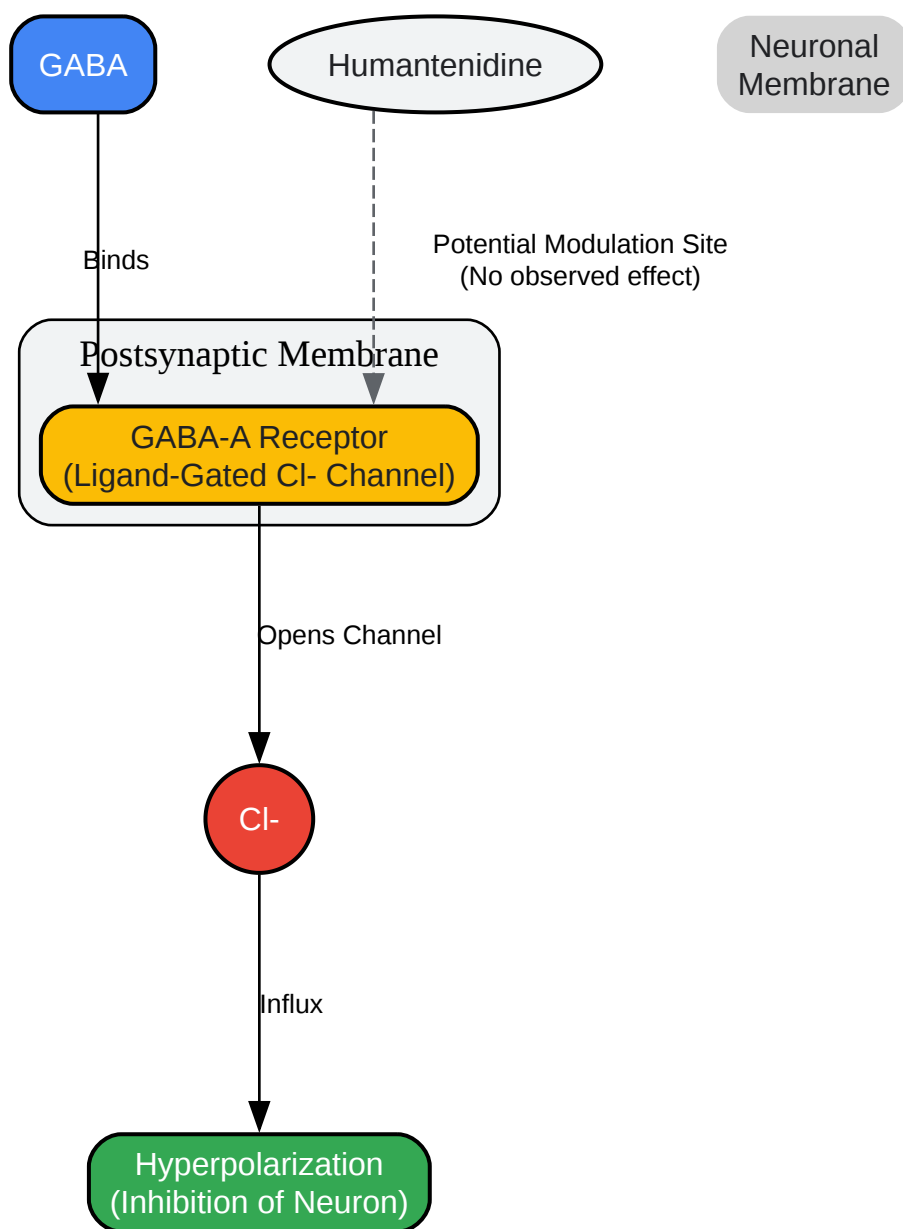 GABA
Humantenidine
Neuronal
Membrane
Binds
Potential Modulation Site
(No observed effect)
Postsynaptic Membrane
GABA-A Receptor
(Ligand-Gated Cl- Channel)
Opens Channel
Cl-
Influx
Hyperpolarization
(Inhibition of Neuron)